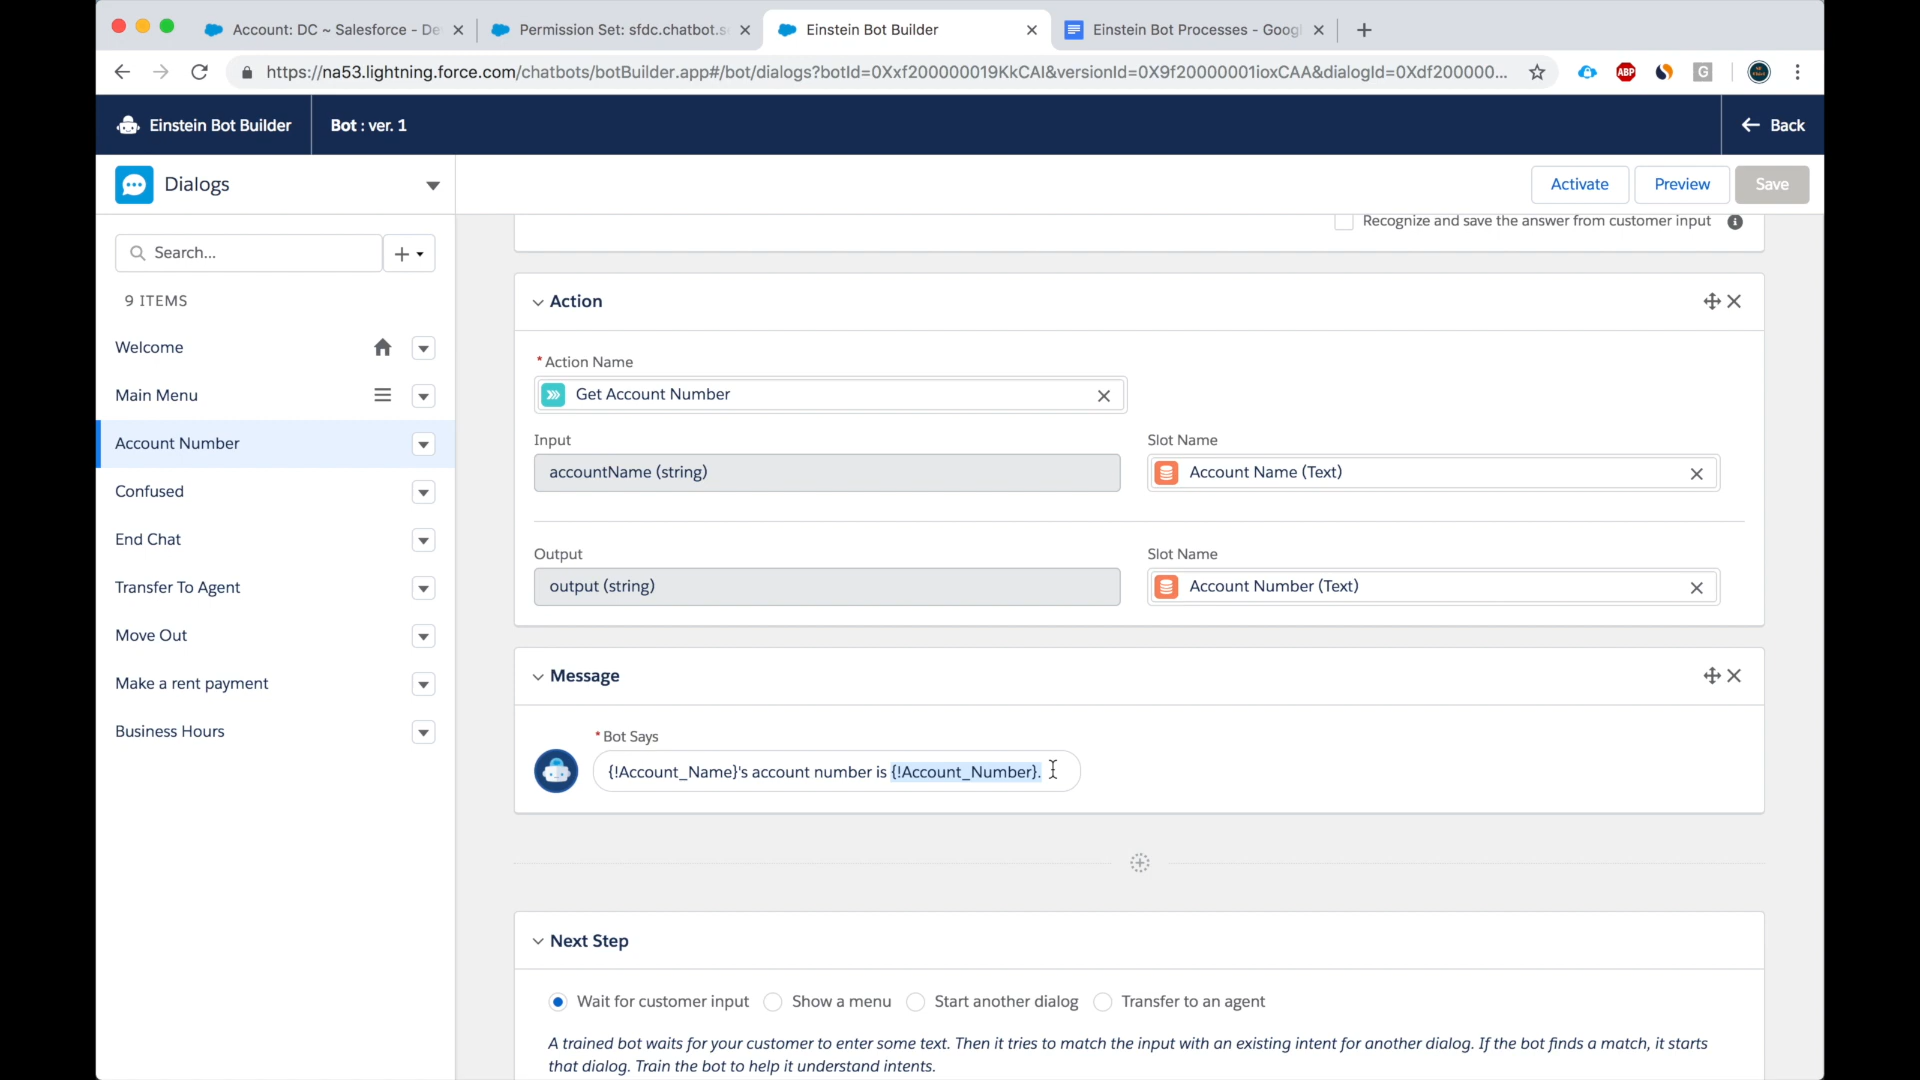 Account: DC ~ Salesforce - De
Permission Set: sfdc.chatbot.s
Einstein Bot Builder
Einstein Bot Processes - Goog
https://na53.lightning.force.com/chatbots/botBuilder.app#/bot/dialogs?botId=0Xxf200000019KkCAI&versionId=0X9f20000001ioxCAA&dialogId=0Xdf200000...
ABP
G
Einstein Bot Builder
Bot : ver. 1
Back
Dialogs
Activate
Preview
Save
Search...
9 ITEMS
Welcome
Main Menu
Account Number
Confused
End Chat
Transfer To Agent
Move Out
Make a rent payment
Business Hours
Recognize and save the answer from customer input
Action
*Action Name
Get Account Number
Input
Slot Name
accountName (string)
Account Name (Text)
Output
Slot Name
output (string)
Account Number (Text)
Message
*Bot Says
{!Account_Name}'s account number is {!Account_Number}.
Next Step
Wait for customer input
Show a menu
Start another dialog
Transfer to an agent
A trained bot waits for your customer to enter some text. Then it tries to match the input with an existing intent for another dialog. If the bot finds a match, it starts
that dialog. Train the bot to help it understand intents.